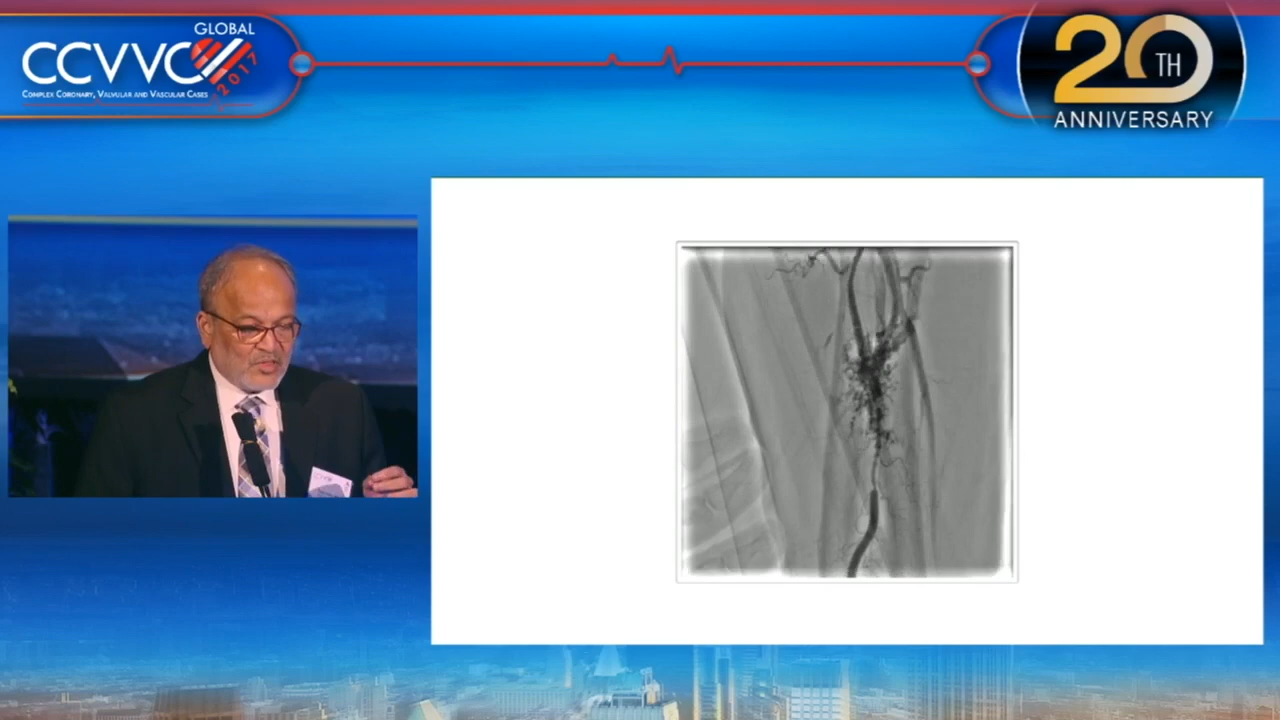 GLOBAL
CCVVC
2017
COMPLEX CORONARY, VALVULAR AND VASCULAR CASES
20
TH
ANNIVERSARY